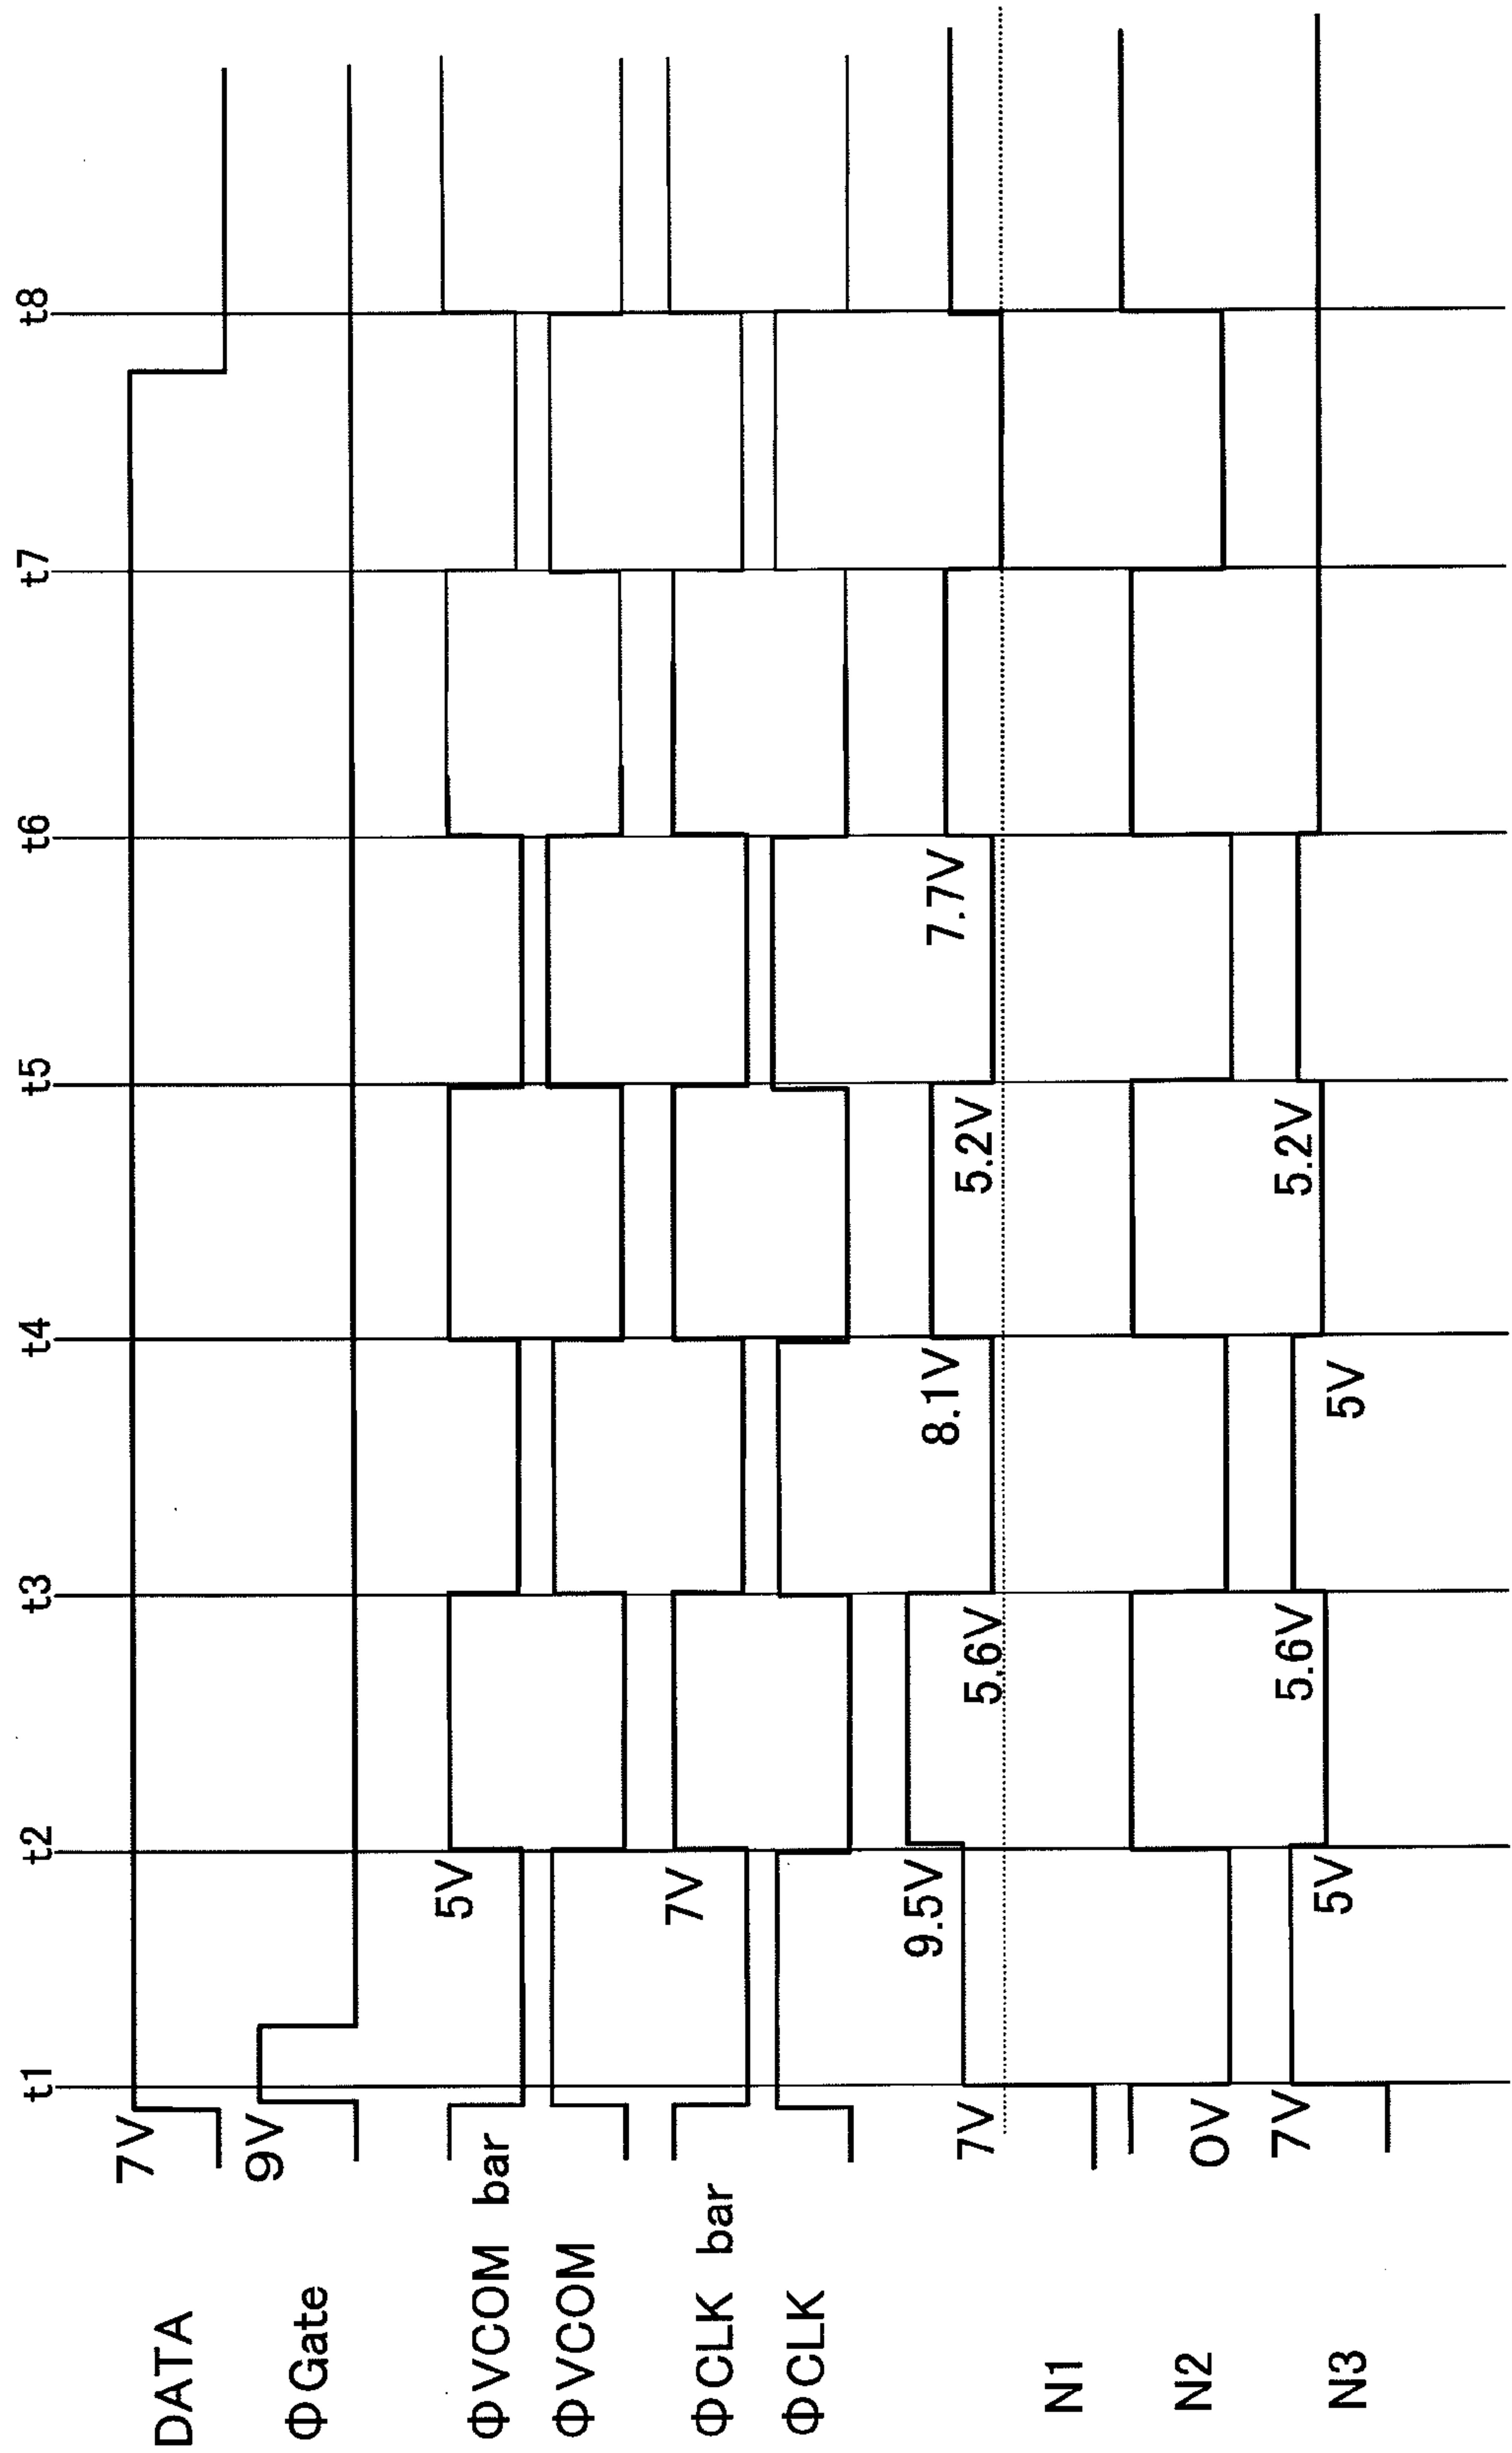 t1 t2 t3 t4 t5 t6 t7 t8
DATA 7V
ΦGate 9V
ΦVCOM bar 5V
ΦVCOM
ΦCLK bar 7V
ΦCLK
N1 7V 9.5V 5.6V 8.1V 5.2V 7.7V
N2 0V
N3 7V 5V 5.6V 5V 5.2V